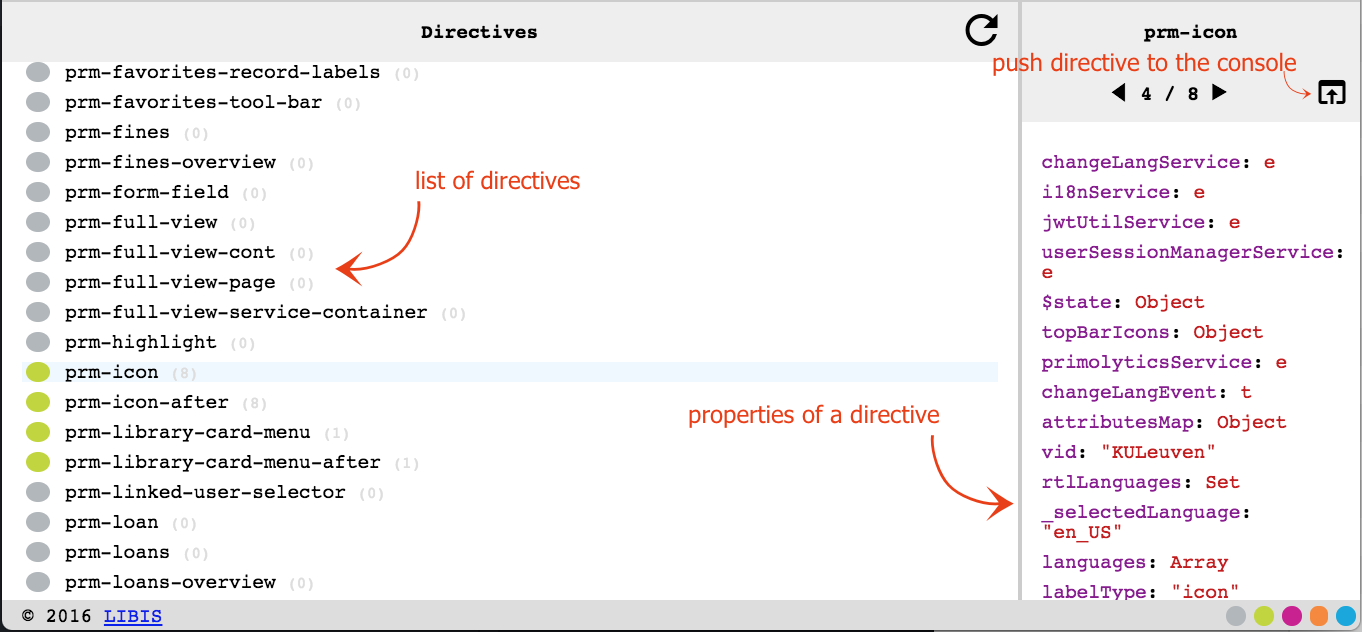 Directives
prm-favorites-record-labels (0)
prm-favorites-tool-bar (0)
prm-fines (0)
prm-fines-overview (0)
prm-form-field (0)
prm-full-view (0)
prm-full-view-cont (0)
prm-full-view-page (0)
prm-full-view-service-container (0)
prm-highlight (0)
prm-icon (8)
prm-icon-after (8)
prm-library-card-menu (1)
prm-library-card-menu-after (1)
prm-linked-user-selector (0)
prm-loan (0)
prm-loans (0)
prm-loans-overview (0)
list of directives
properties of a directive
prm-icon
push directive to the console
4 / 8
changeLangService: e
i18nService: e
jwtUtilService: e
userSessionManagerService:
e
$state: Object
topBarIcons: Object
primolyticsService: e
changeLangEvent: t
attributesMap: Object
vid: "KULeuven"
rtlLanguages: Set
_selectedLanguage:
"en_US"
languages: Array
labelType: "icon"
© 2016 LIBIS